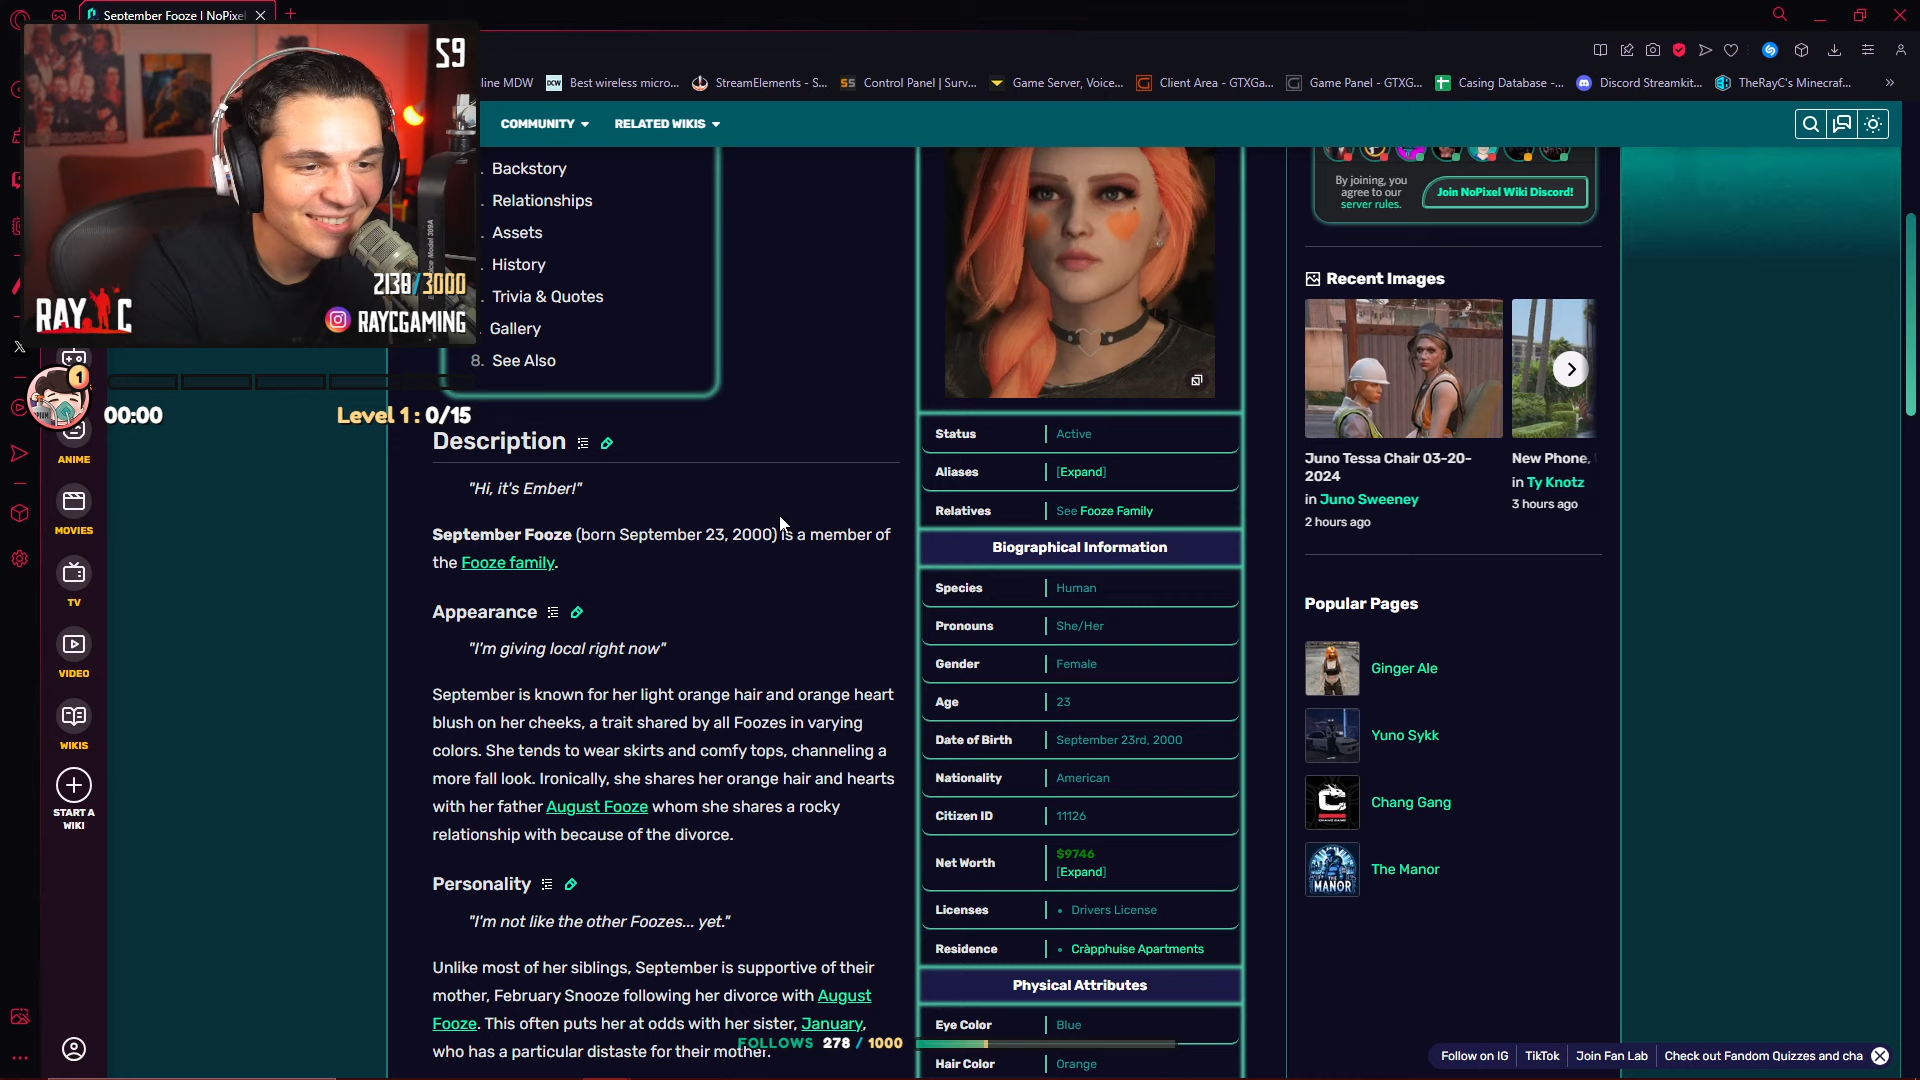 September Fooze | NoPixel
59
line MDW
Best wireless micro...
StreamElements - S...
Control Panel | Surv...
Game Server, Voice...
Client Area - GTXGa...
Game Panel - GTXG...
Casing Database -...
Discord Streamkit...
TheRayC's Minecraf...
COMMUNITY
RELATED WIKIS
2138/3000
RAY C
RAYCGAMING
1
00:00
Level 1 : 0/15
ANIME
MOVIES
TV
VIDEO
WIKIS
START A
WIKI
Backstory
Relationships
Assets
History
Trivia & Quotes
Gallery
8. See Also
Description
"Hi, it's Ember!"
September Fooze (born September 23, 2000) is a member of
the Fooze family.
Appearance
"I'm giving local right now"
September is known for her light orange hair and orange heart
blush on her cheeks, a trait shared by all Foozes in varying
colors. She tends to wear skirts and comfy tops, channeling a
more fall look. Ironically, she shares her orange hair and hearts
with her father August Fooze whom she shares a rocky
relationship with because of the divorce.
Personality
"I'm not like the other Foozes... yet."
Unlike most of her siblings, September is supportive of their
mother, February Snooze following her divorce with August
Fooze. This often puts her at odds with her sister, January,
who has a particular distaste for their mother.
FOLLOWS 278 / 1000
Status Active
Aliases [Expand]
Relatives See Fooze Family
Biographical Information
Species Human
Pronouns She/Her
Gender Female
Age 23
Date of Birth September 23rd, 2000
Nationality American
Citizen ID 11126
Net Worth $9746
[Expand]
Licenses • Drivers License
Residence • Cràpphuise Apartments
Physical Attributes
Eye Color Blue
Hair Color Orange
By joining, you
agree to our
server rules.
Join NoPixel Wiki Discord!
Recent Images
Juno Tessa Chair 03-20-
2024
in Juno Sweeney
2 hours ago
New Phone,
in Ty Knotz
3 hours ago
Popular Pages
Ginger Ale
Yuno Sykk
Chang Gang
The Manor
MANOR
Follow on IG
TikTok
Join Fan Lab
Check out Fandom Quizzes and cha